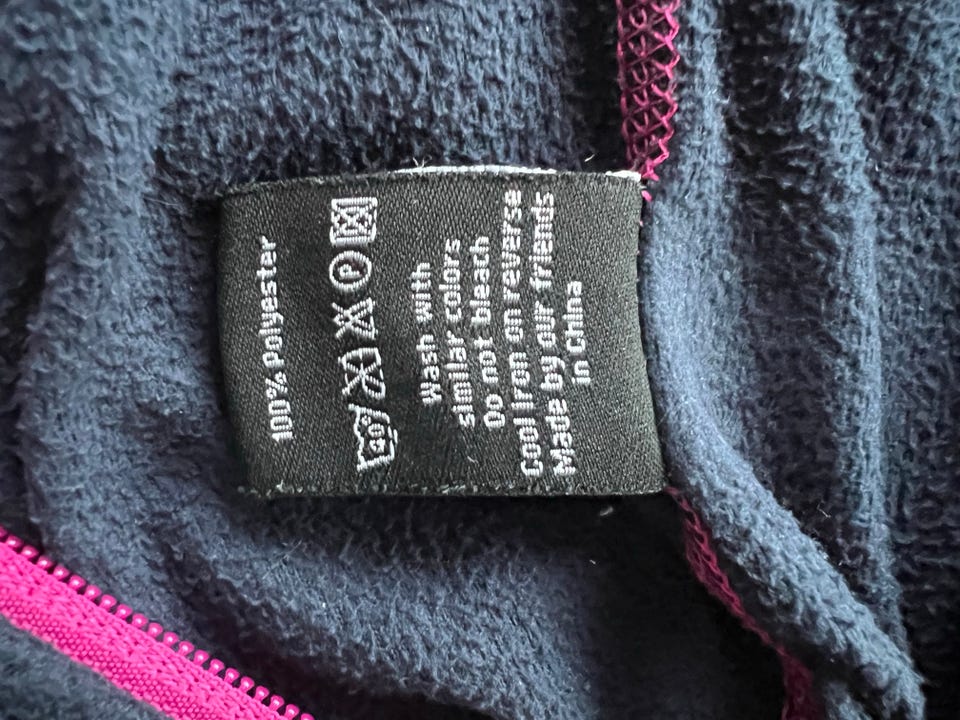 100% Polyester
Wash with
similar colors
Do not bleach
Cool iron on reverse
Made by our friends
in China